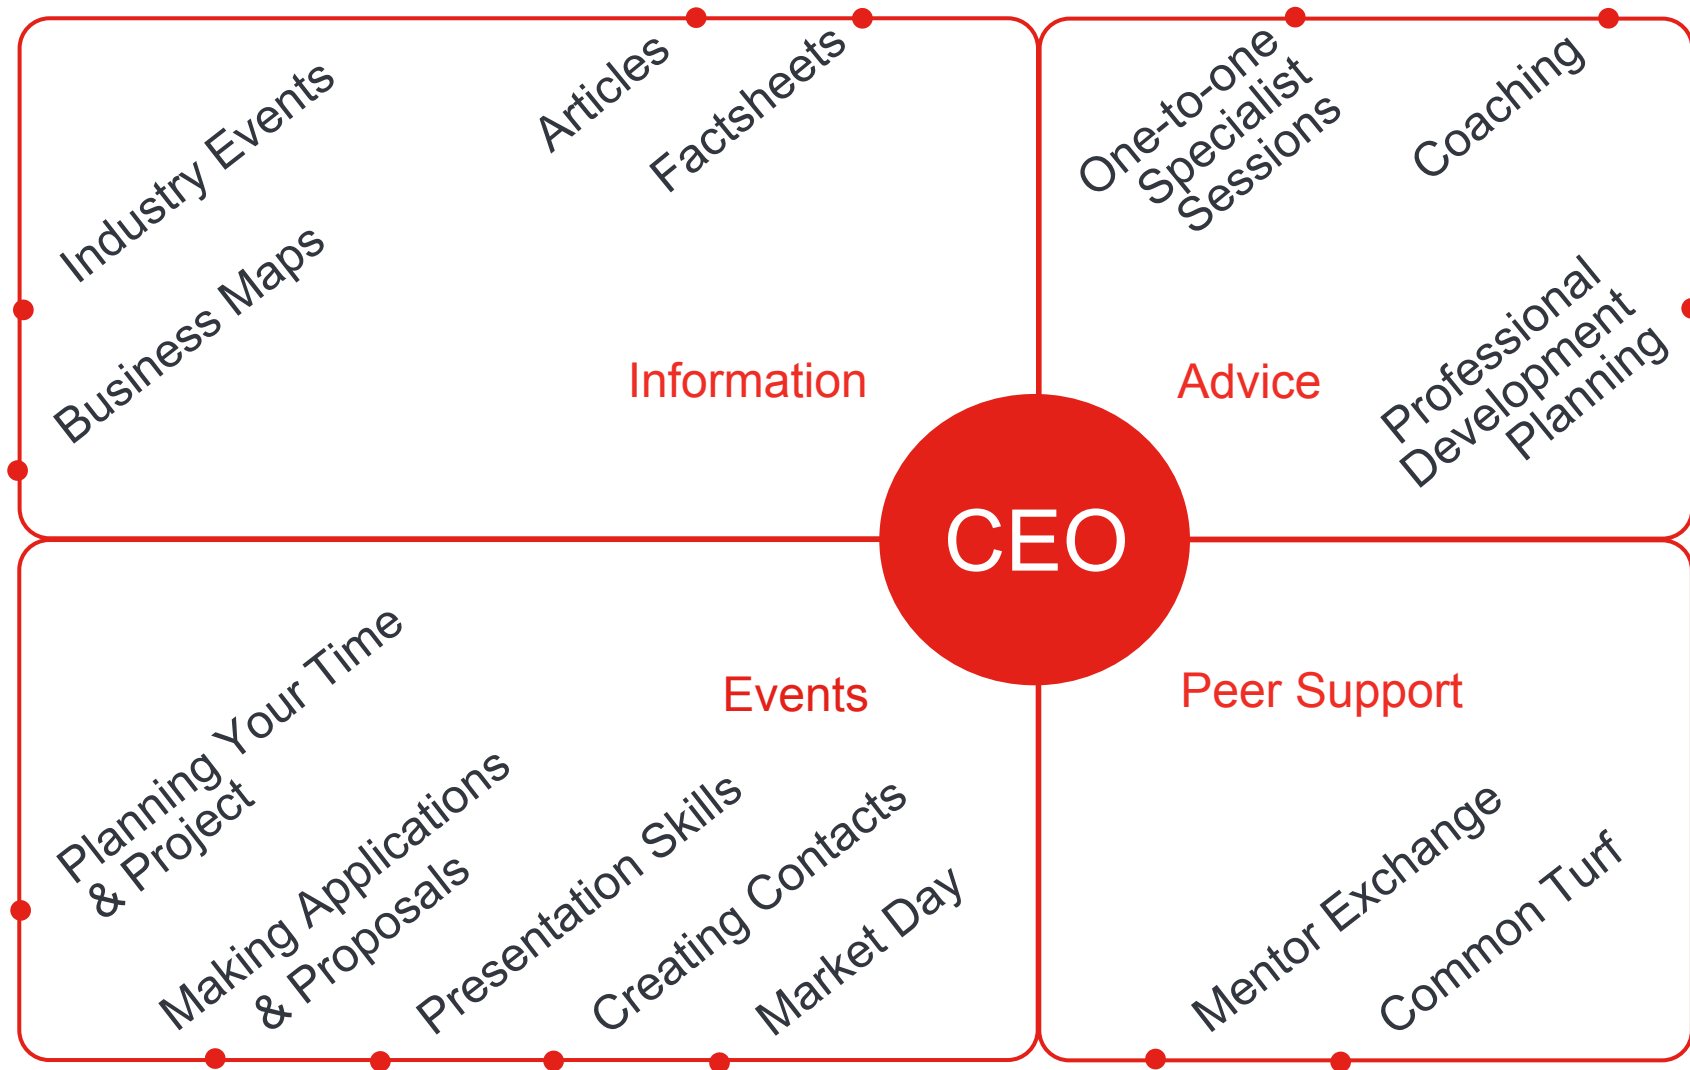 Industry Events
Business Maps
Articles
Factsheets
Information
One-to-one
Specialist
Sessions
Coaching
Professional
Development
Planning
Advice
CEO
Events
Planning Your Time
& Project
Making Applications
& Proposals
Presentation Skills
Creating Contacts
Market Day
Peer Support
Mentor Exchange
Common Turf